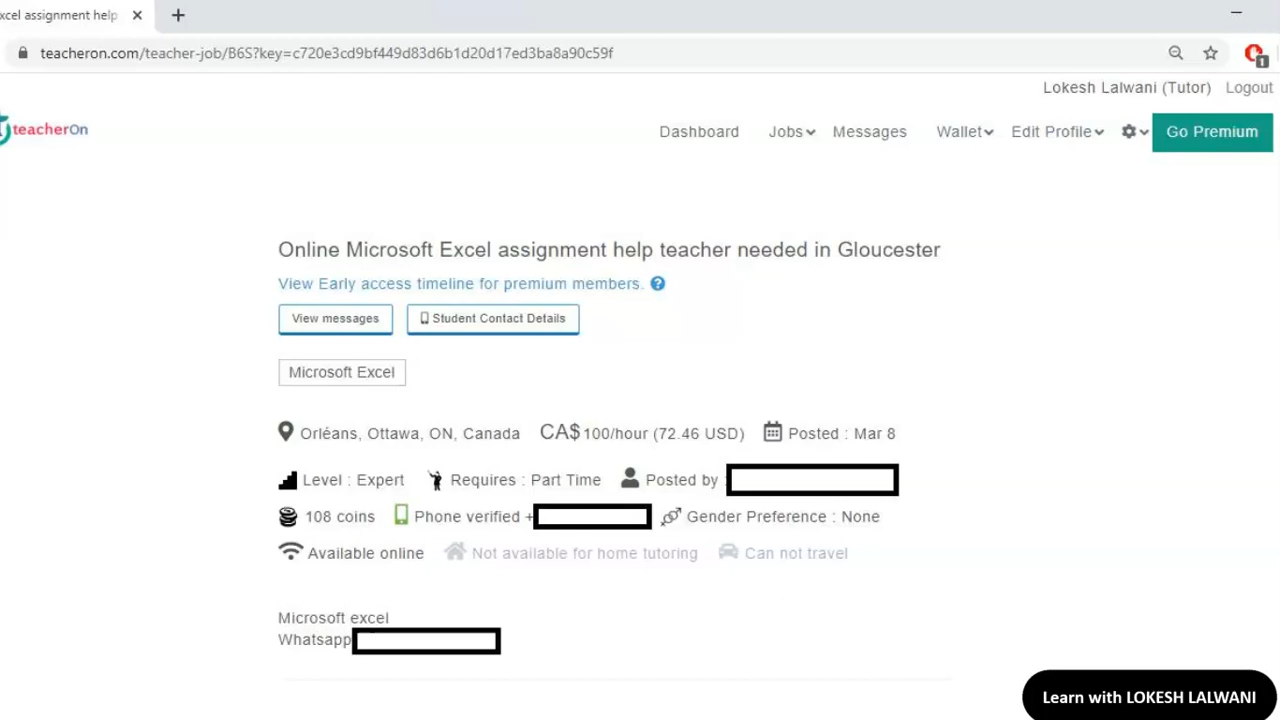 xcel assignment help
teacheron.com/teacher-job/B6S?key=c720e3cd9bf449d83d6b1d20d17ed3ba8a90c59f
1
Lokesh Lalwani (Tutor) Logout
teacherOn
Dashboard Jobs Messages Wallet Edit Profile Go Premium
Online Microsoft Excel assignment help teacher needed in Gloucester
View Early access timeline for premium members. ?
View messages Student Contact Details
Microsoft Excel
Orléans, Ottawa, ON, Canada CA$ 100/hour (72.46 USD) Posted : Mar 8
Level : Expert Requires : Part Time Posted by :
108 coins Phone verified + Gender Preference : None
Available online Not available for home tutoring Can not travel
Microsoft excel
Whatsapp
Learn with LOKESH LALWANI